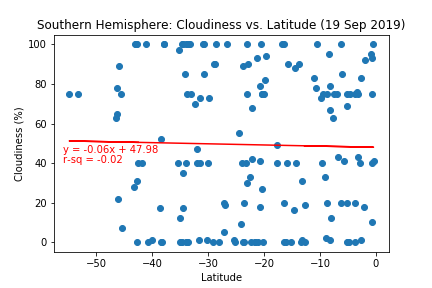 Southern Hemisphere: Cloudiness vs. Latitude (19 Sep 2019)
Cloudiness (%)
100
80
60
40
20
0
y = -0.06x + 47.98
r-sq = -0.02
−50
−40
−30
−20
−10
0
Latitude